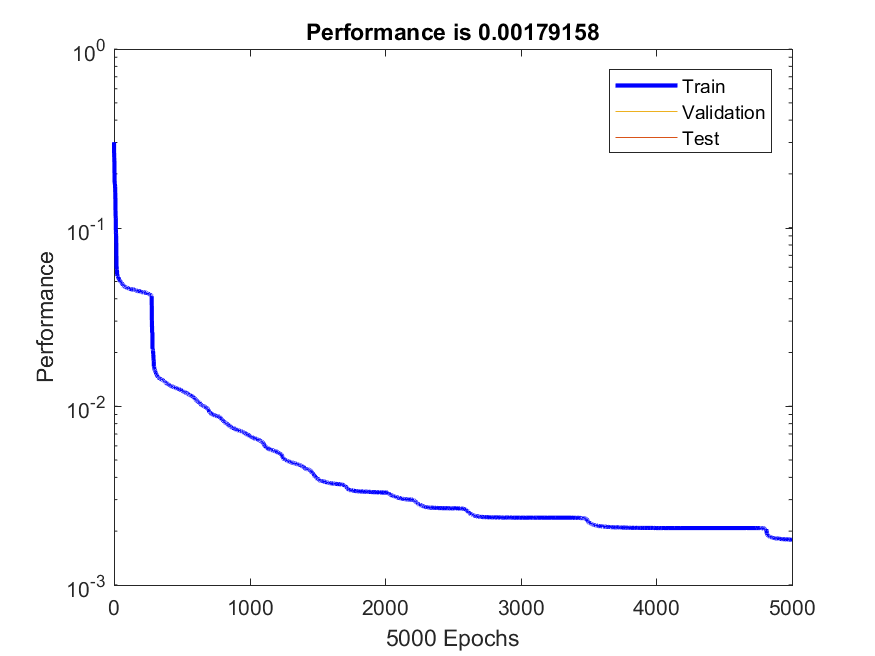 Performance is 0.00179158
10^0
Train
Validation
Test
10^-1
Performance
10^-2
10^-3
0 1000 2000 3000 4000 5000
5000 Epochs